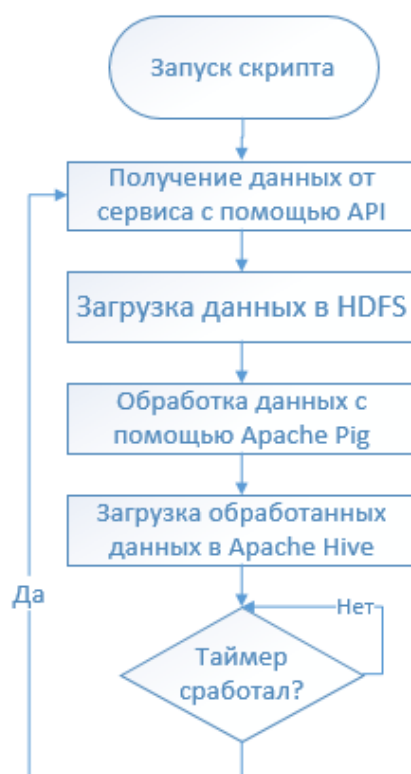 Запуск скрипта
Получение данных от
сервиса с помощью API
Загрузка данных в HDFS
Обработка данных с
помощью Apache Pig
Загрузка обработанных
данных в Apache Hive
Да
Нет
Таймер
сработал?